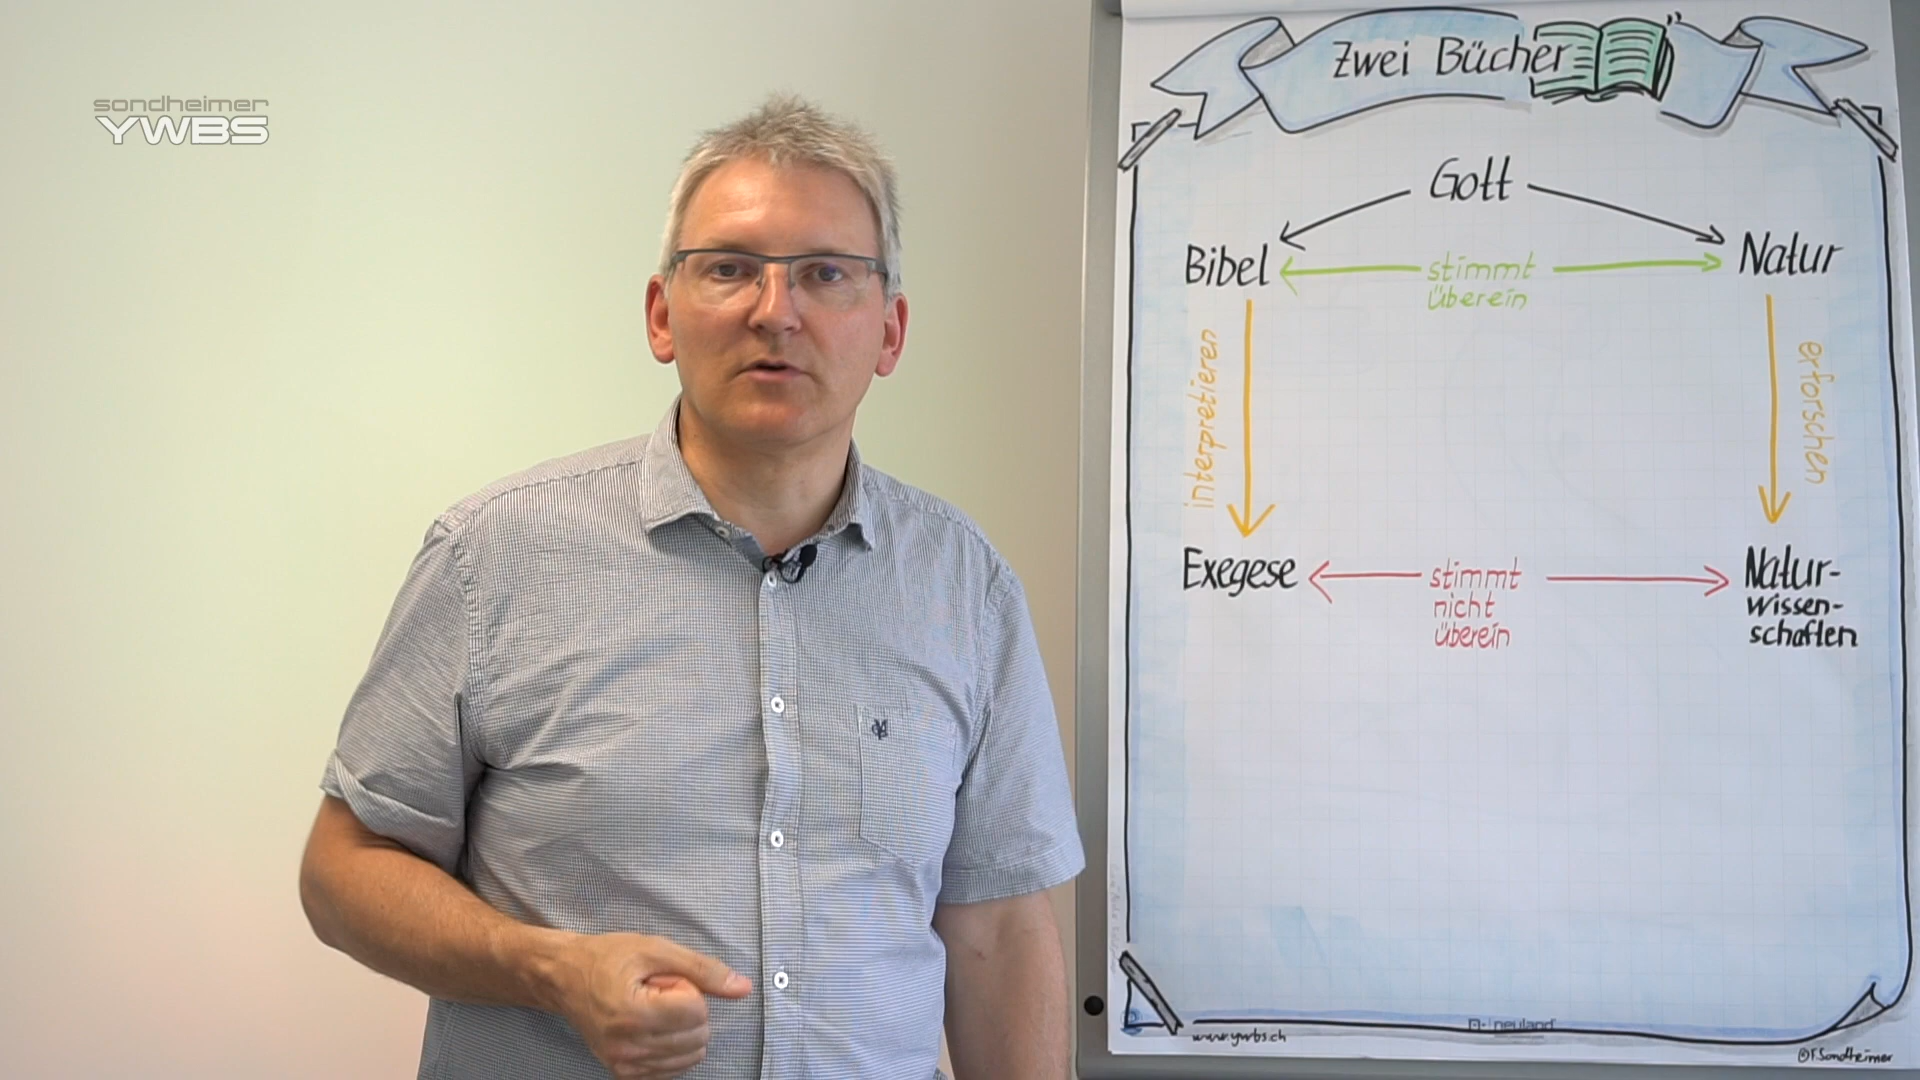 sondheimer
YWBS
Zwei Bücher
Gott
Bibel
Natur
stimmt
überein
interpretieren
erforschen
Exegese
stimmt
nicht
überein
Natur-
wissen-
schaften
neuland
www.ywbs.ch
©F.Sondheimer